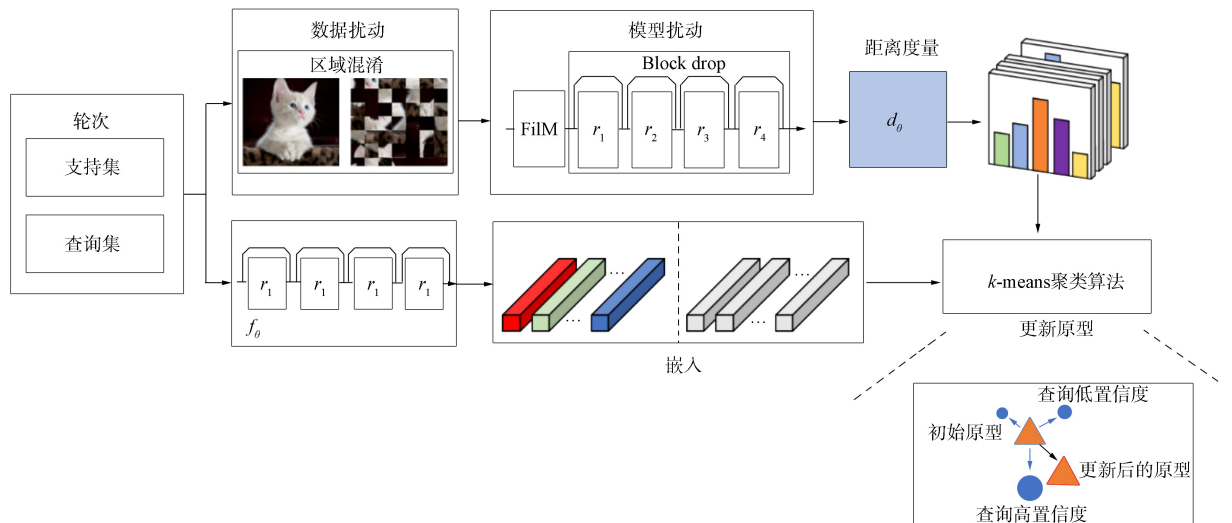 轮次
支持集
查询集
数据扰动
区域混淆
模型扰动
Block drop
FilM
r1
r2
r3
r4
距离度量
dθ
r1
r1
r1
r1
fθ
…
…
…
…
嵌入
k-means聚类算法
更新原型
查询低置信度
初始原型
更新后的原型
查询高置信度